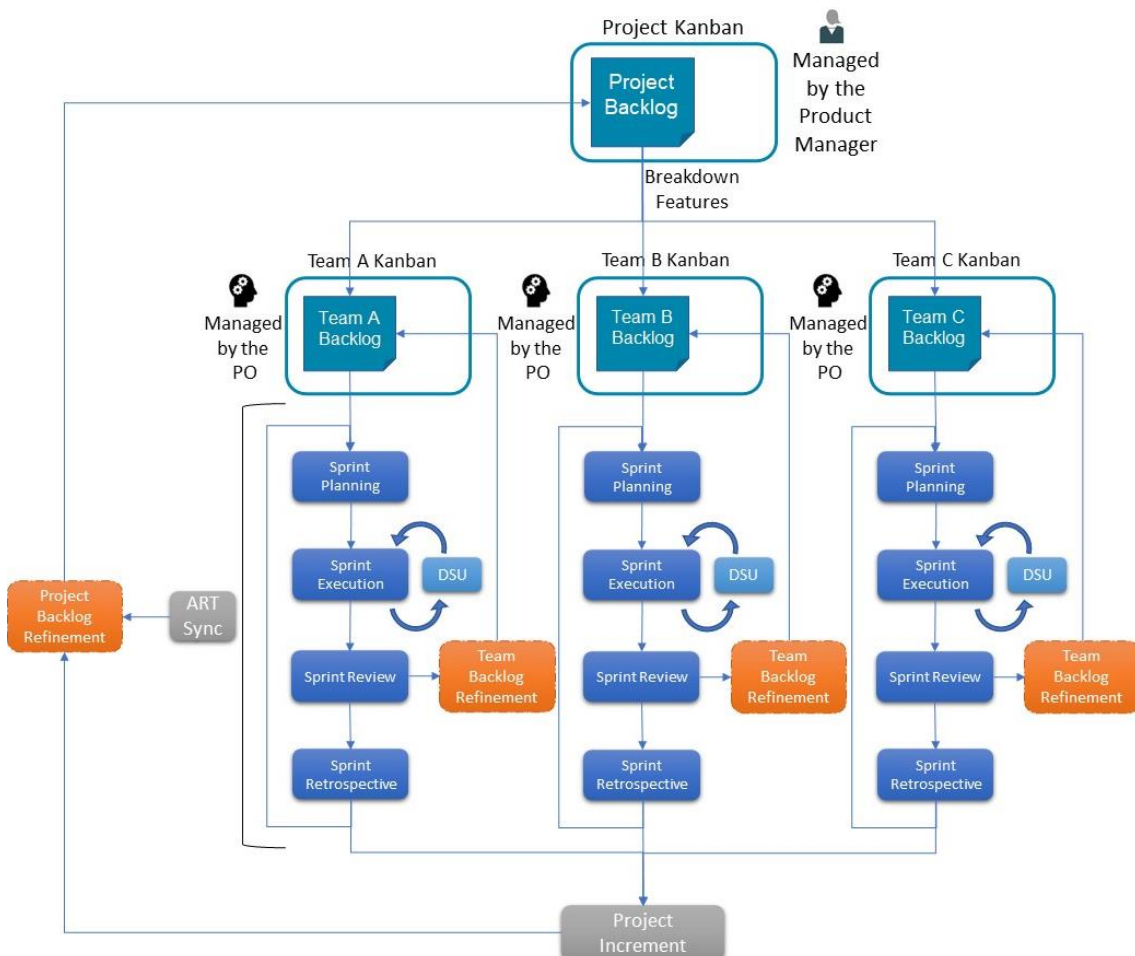 Project Kanban
Project
Backlog
Managed
by the
Product
Manager
Breakdown
Features
Team A Kanban
Team B Kanban
Team C Kanban
Managed
by the
PO
Team A
Backlog
Managed
by the
PO
Team B
Backlog
Managed
by the
PO
Team C
Backlog
Sprint
Planning
Sprint
Planning
Sprint
Planning
Sprint
Execution
DSU
Sprint
Execution
DSU
Sprint
Execution
DSU
Project
Backlog
Refinement
ART
Sync
Sprint Review
Team
Backlog
Refinement
Sprint Review
Team
Backlog
Refinement
Sprint Review
Team
Backlog
Refinement
Sprint
Retrospective
Sprint
Retrospective
Sprint
Retrospective
Project
Increment